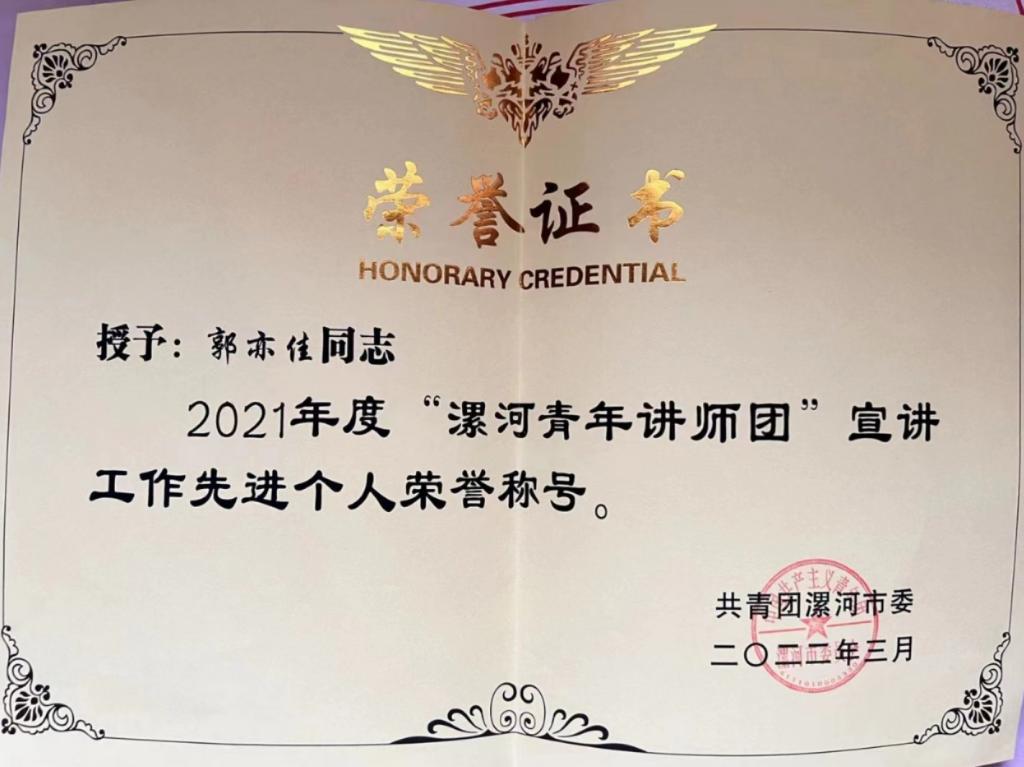 荣誉证书
HONORARY CREDENTIAL
授予：郭亦佳同志
2021年度“漯河青年讲师团”宣讲
工作先进个人荣誉称号。
共青团漯河市委
二〇二二年三月